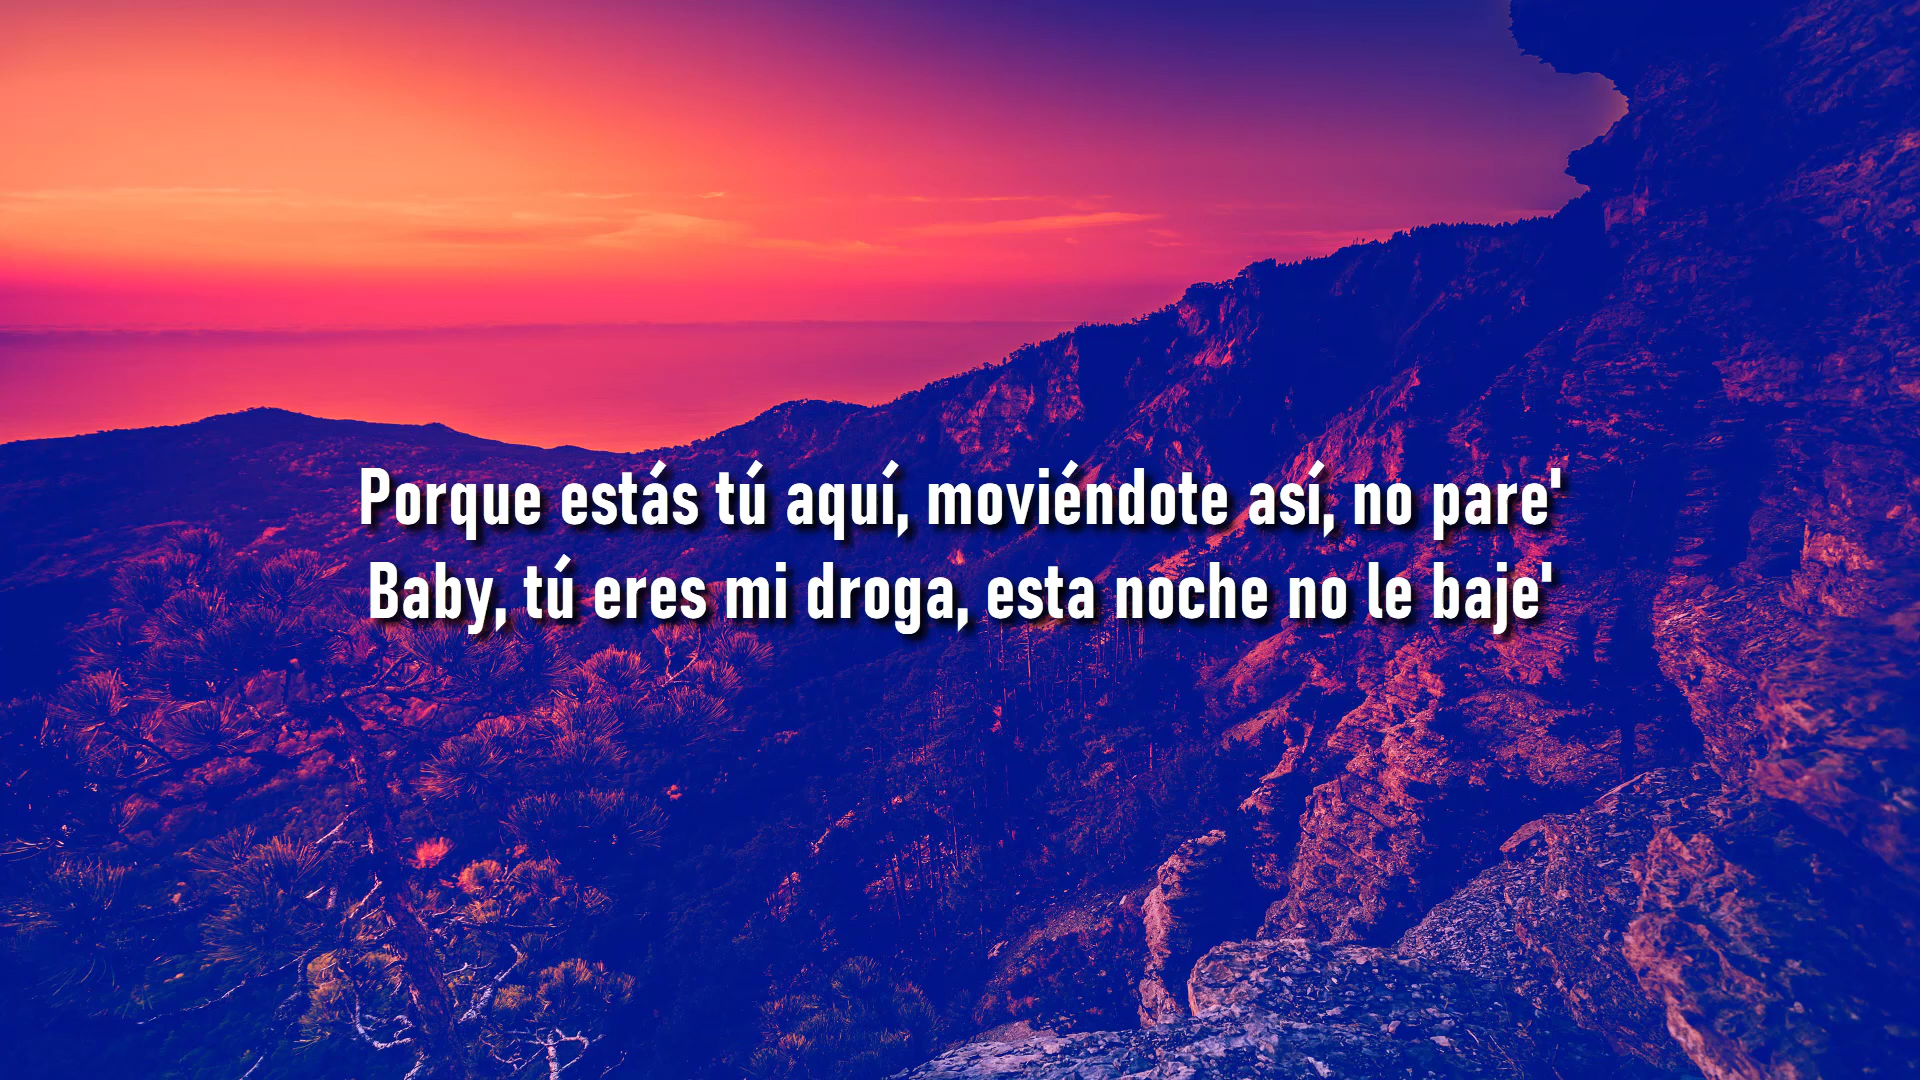 Porque estás tú aquí, moviéndote así, no pare'
Baby, tú eres mi droga, esta noche no le baje'